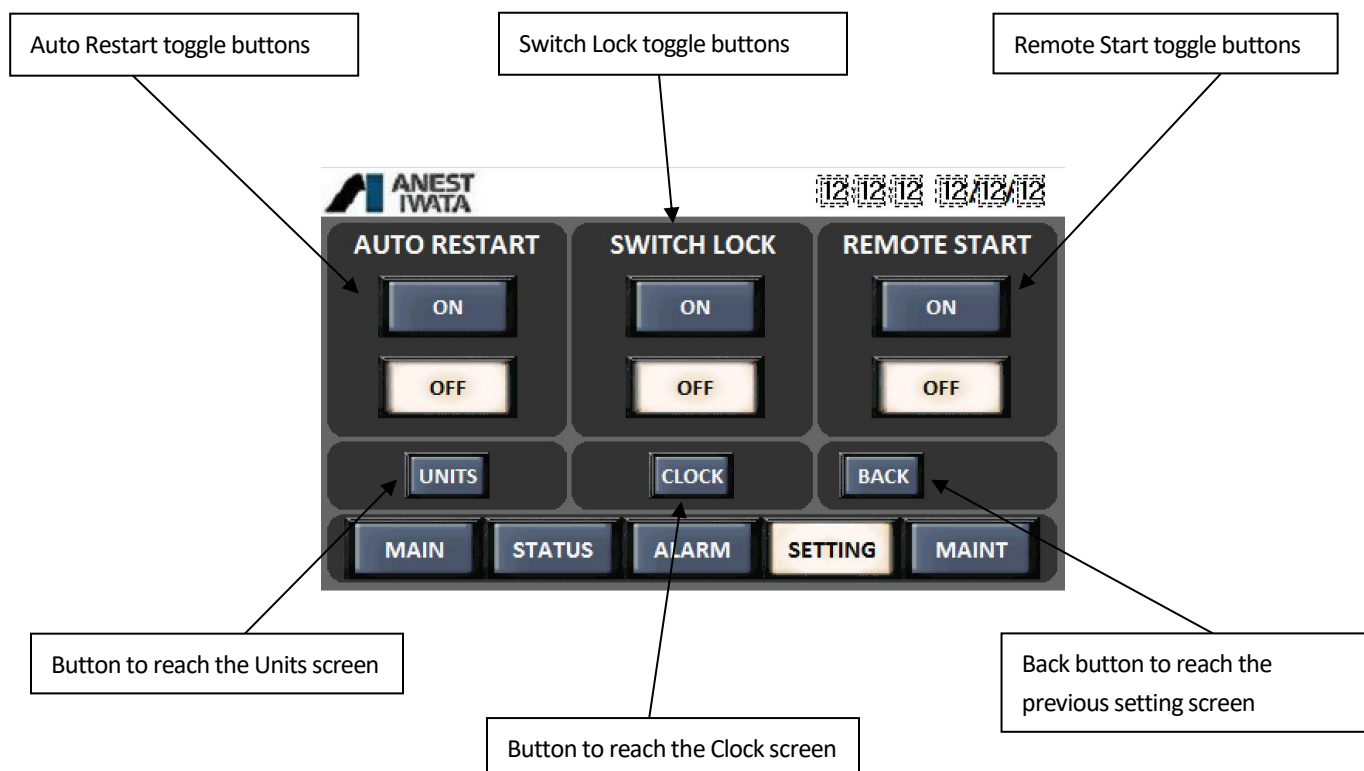 Auto Restart toggle buttons
Switch Lock toggle buttons
Remote Start toggle buttons
ANEST
IWATA
12:12:12 12/12/12
AUTO RESTART
SWITCH LOCK
REMOTE START
ON
ON
ON
OFF
OFF
OFF
UNITS
CLOCK
BACK
MAIN
STATUS
ALARM
SETTING
MAINT
Button to reach the Units screen
Back button to reach the
previous setting screen
Button to reach the Clock screen